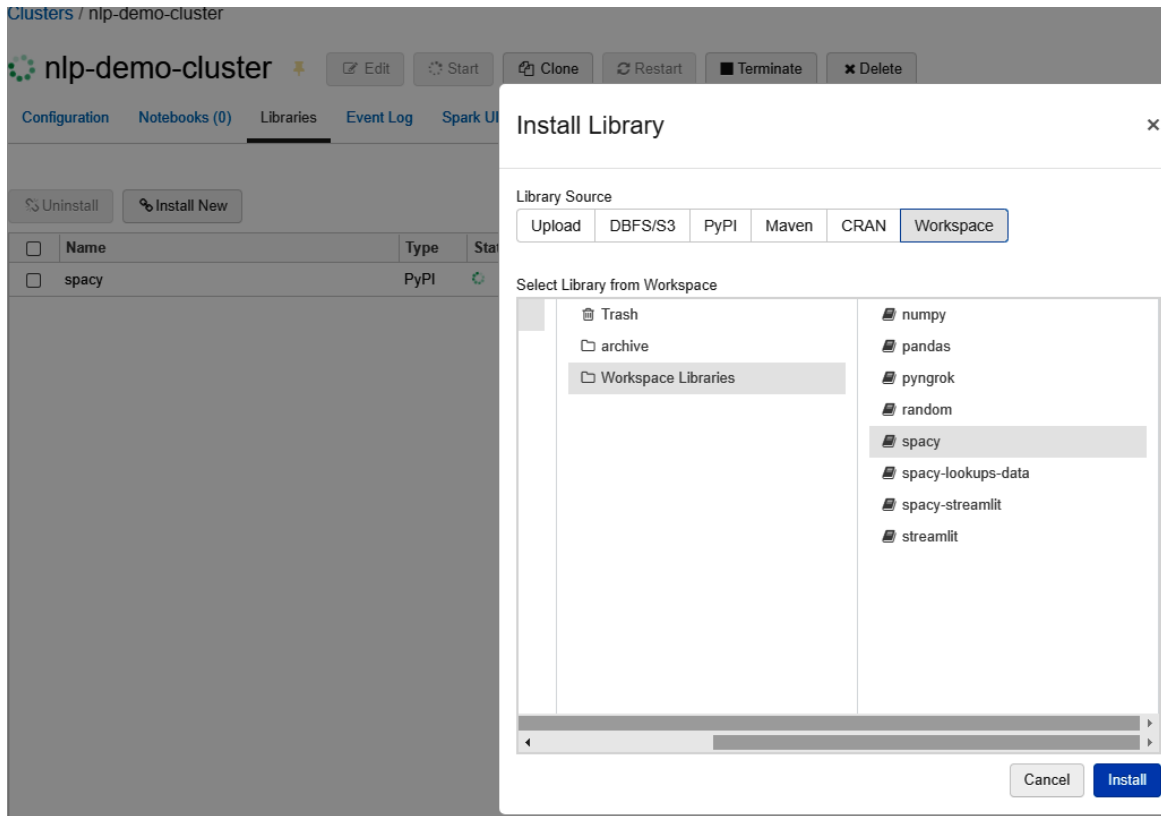 Clusters / nlp-demo-cluster
nlp-demo-cluster Edit Start Clone Restart Terminate Delete
Configuration Notebooks (0) Libraries Event Log Spark UI
Uninstall Install New
Name Type
spacy PyPI
Install Library ×
Library Source
Upload DBFS/S3 PyPI Maven CRAN Workspace
Select Library from Workspace
Trash
archive
Workspace Libraries
numpy
pandas
pyngrok
random
spacy
spacy-lookups-data
spacy-streamlit
streamlit
Cancel Install